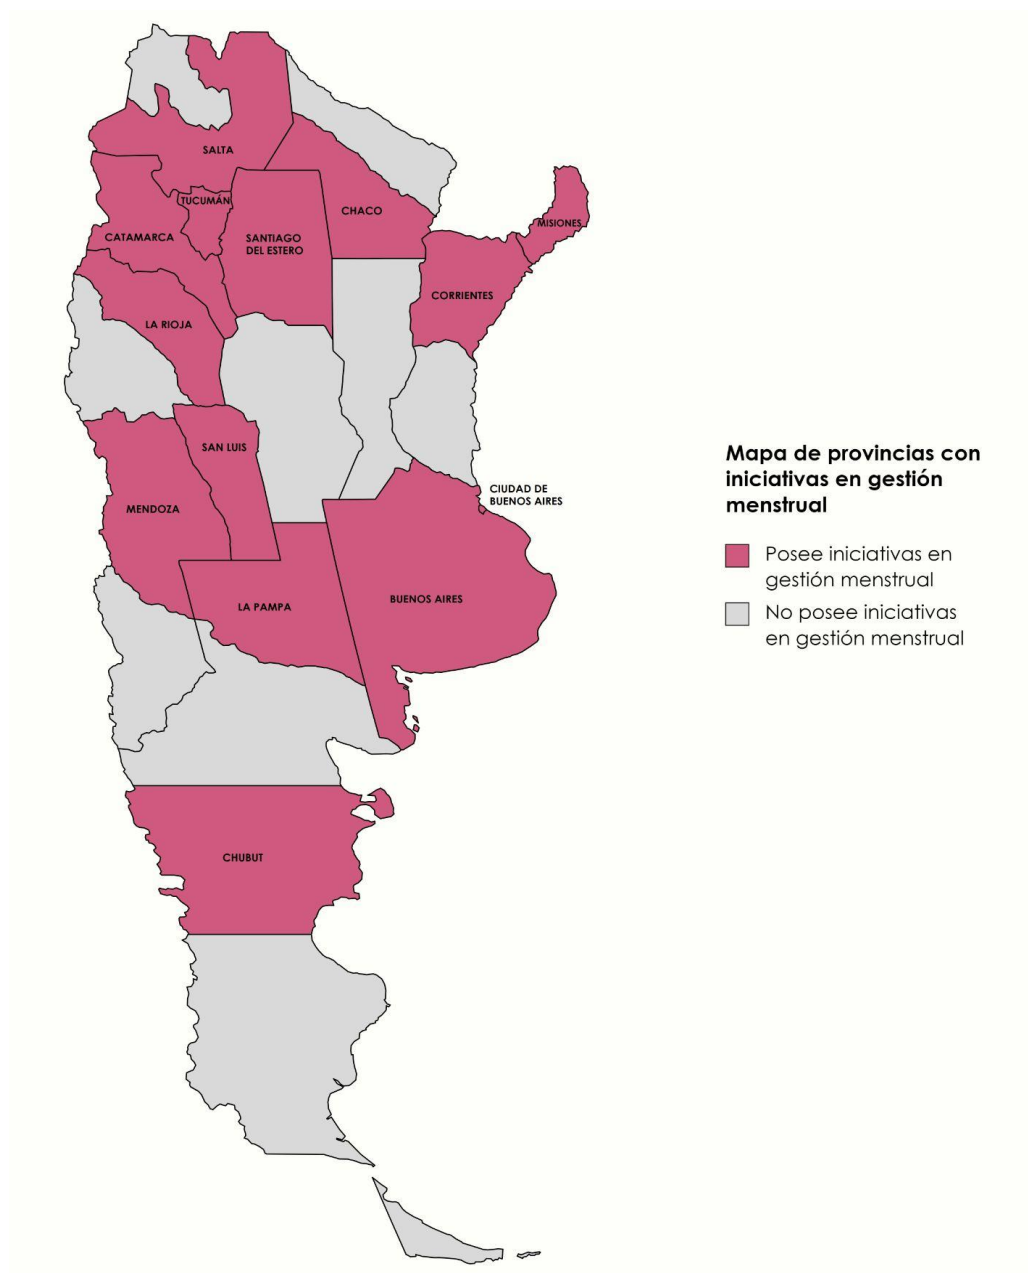 SALTA
TUCUMÁN
CHACO
MISIONES
CATAMARCA
SANTIAGO
DEL ESTERO
CORRIENTES
LA RIOJA
SAN LUIS
Mapa de provincias con
iniciativas en gestión
menstrual
CIUDAD DE
BUENOS AIRES
MENDOZA
Posee iniciativas en
gestión menstrual
BUENOS AIRES
LA PAMPA
No posee iniciativas
en gestión menstrual
CHUBUT